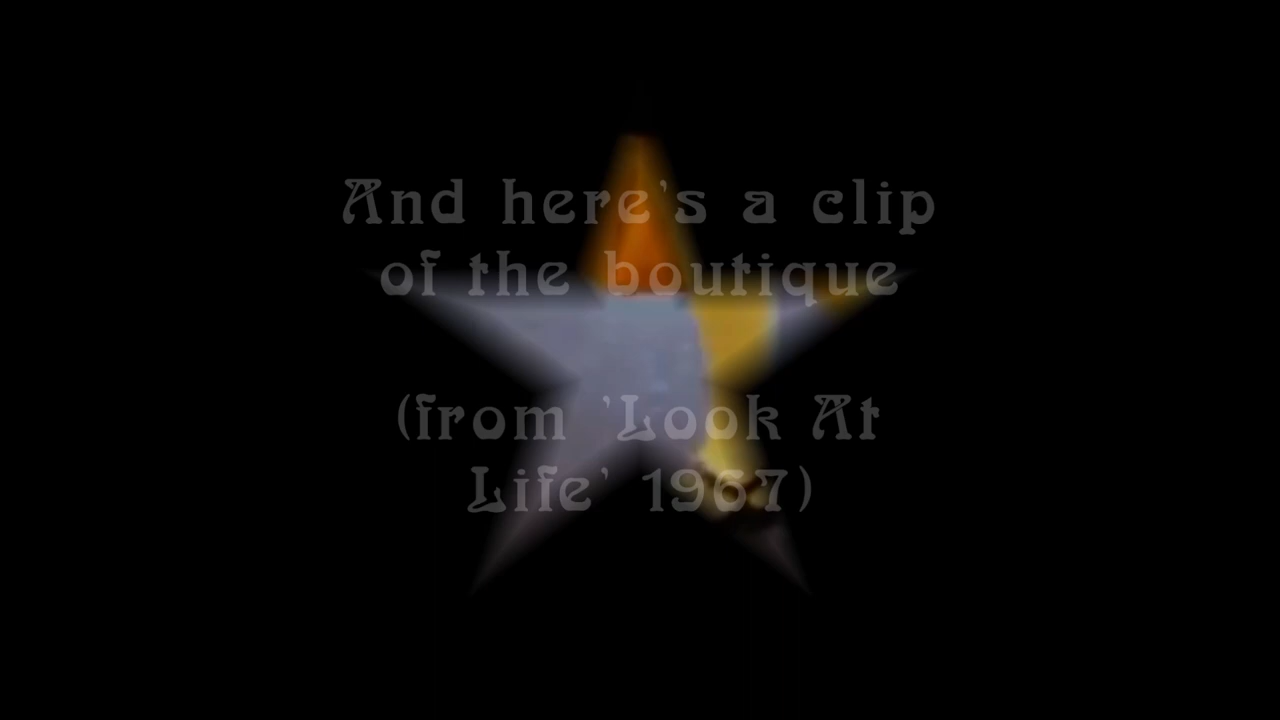 And here's a clip
of the boutique
(from 'Look At
Life' 1967)